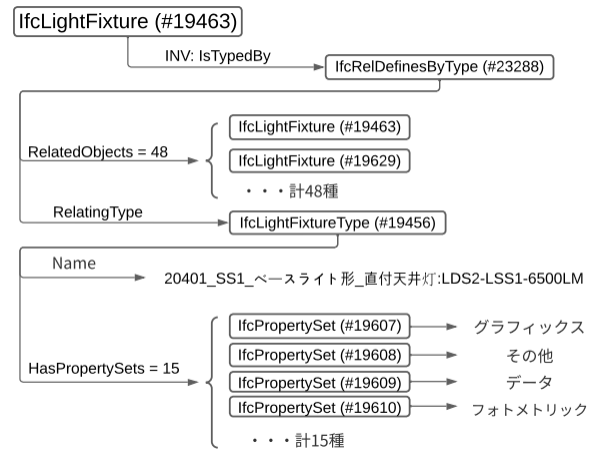 IfcLightFixture (#19463)
INV: IsTypedBy
IfcRelDefinesByType (#23288)
IfcLightFixture (#19463)
RelatedObjects = 48
IfcLightFixture (#19629)
・・・計48種
RelatingType
IfcLightFixtureType (#19456)
Name
20401_SS1_ベースライト形_直付天井灯:LDS2-LSS1-6500LM
IfcPropertySet (#19607)
グラフィックス
IfcPropertySet (#19608)
その他
HasPropertySets = 15
IfcPropertySet (#19609)
データ
IfcPropertySet (#19610)
フォトメトリック
・・・計15種